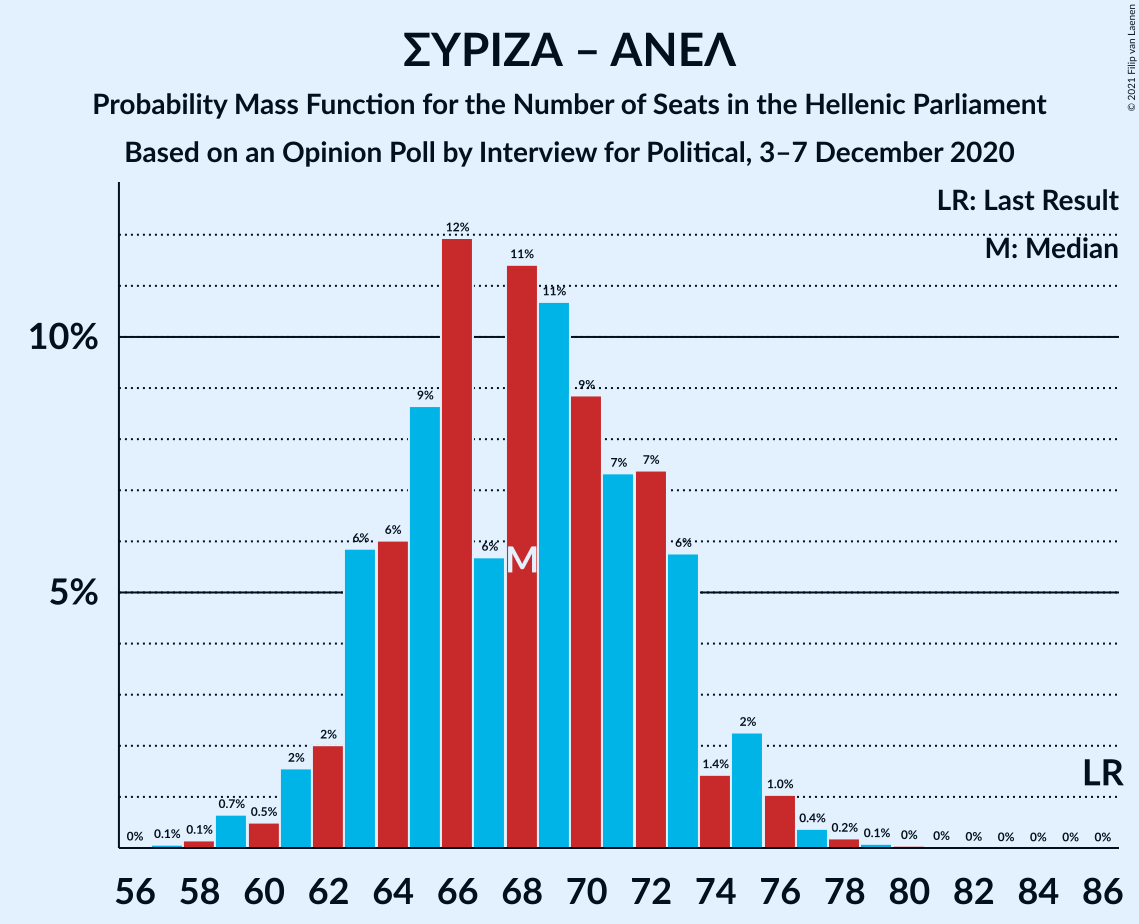 ΣΥΡΙΖΑ – ΑΝΕΛ
Probability Mass Function for the Number of Seats in the Hellenic Parliament
Based on an Opinion Poll by Interview for Political, 3–7 December 2020
© 2021 Filip van Laenen
LR: Last Result
M: Median
10%
5%
0% 0.1% 0.1% 0.7% 0.5% 2% 2% 6% 6% 9% 12% 6% 11% 11% 9% 7% 7% 6% 1.4% 2% 1.0% 0.4% 0.2% 0.1% 0% 0% 0% 0% 0% 0% 0%
M
LR
56 58 60 62 64 66 68 70 72 74 76 78 80 82 84 86